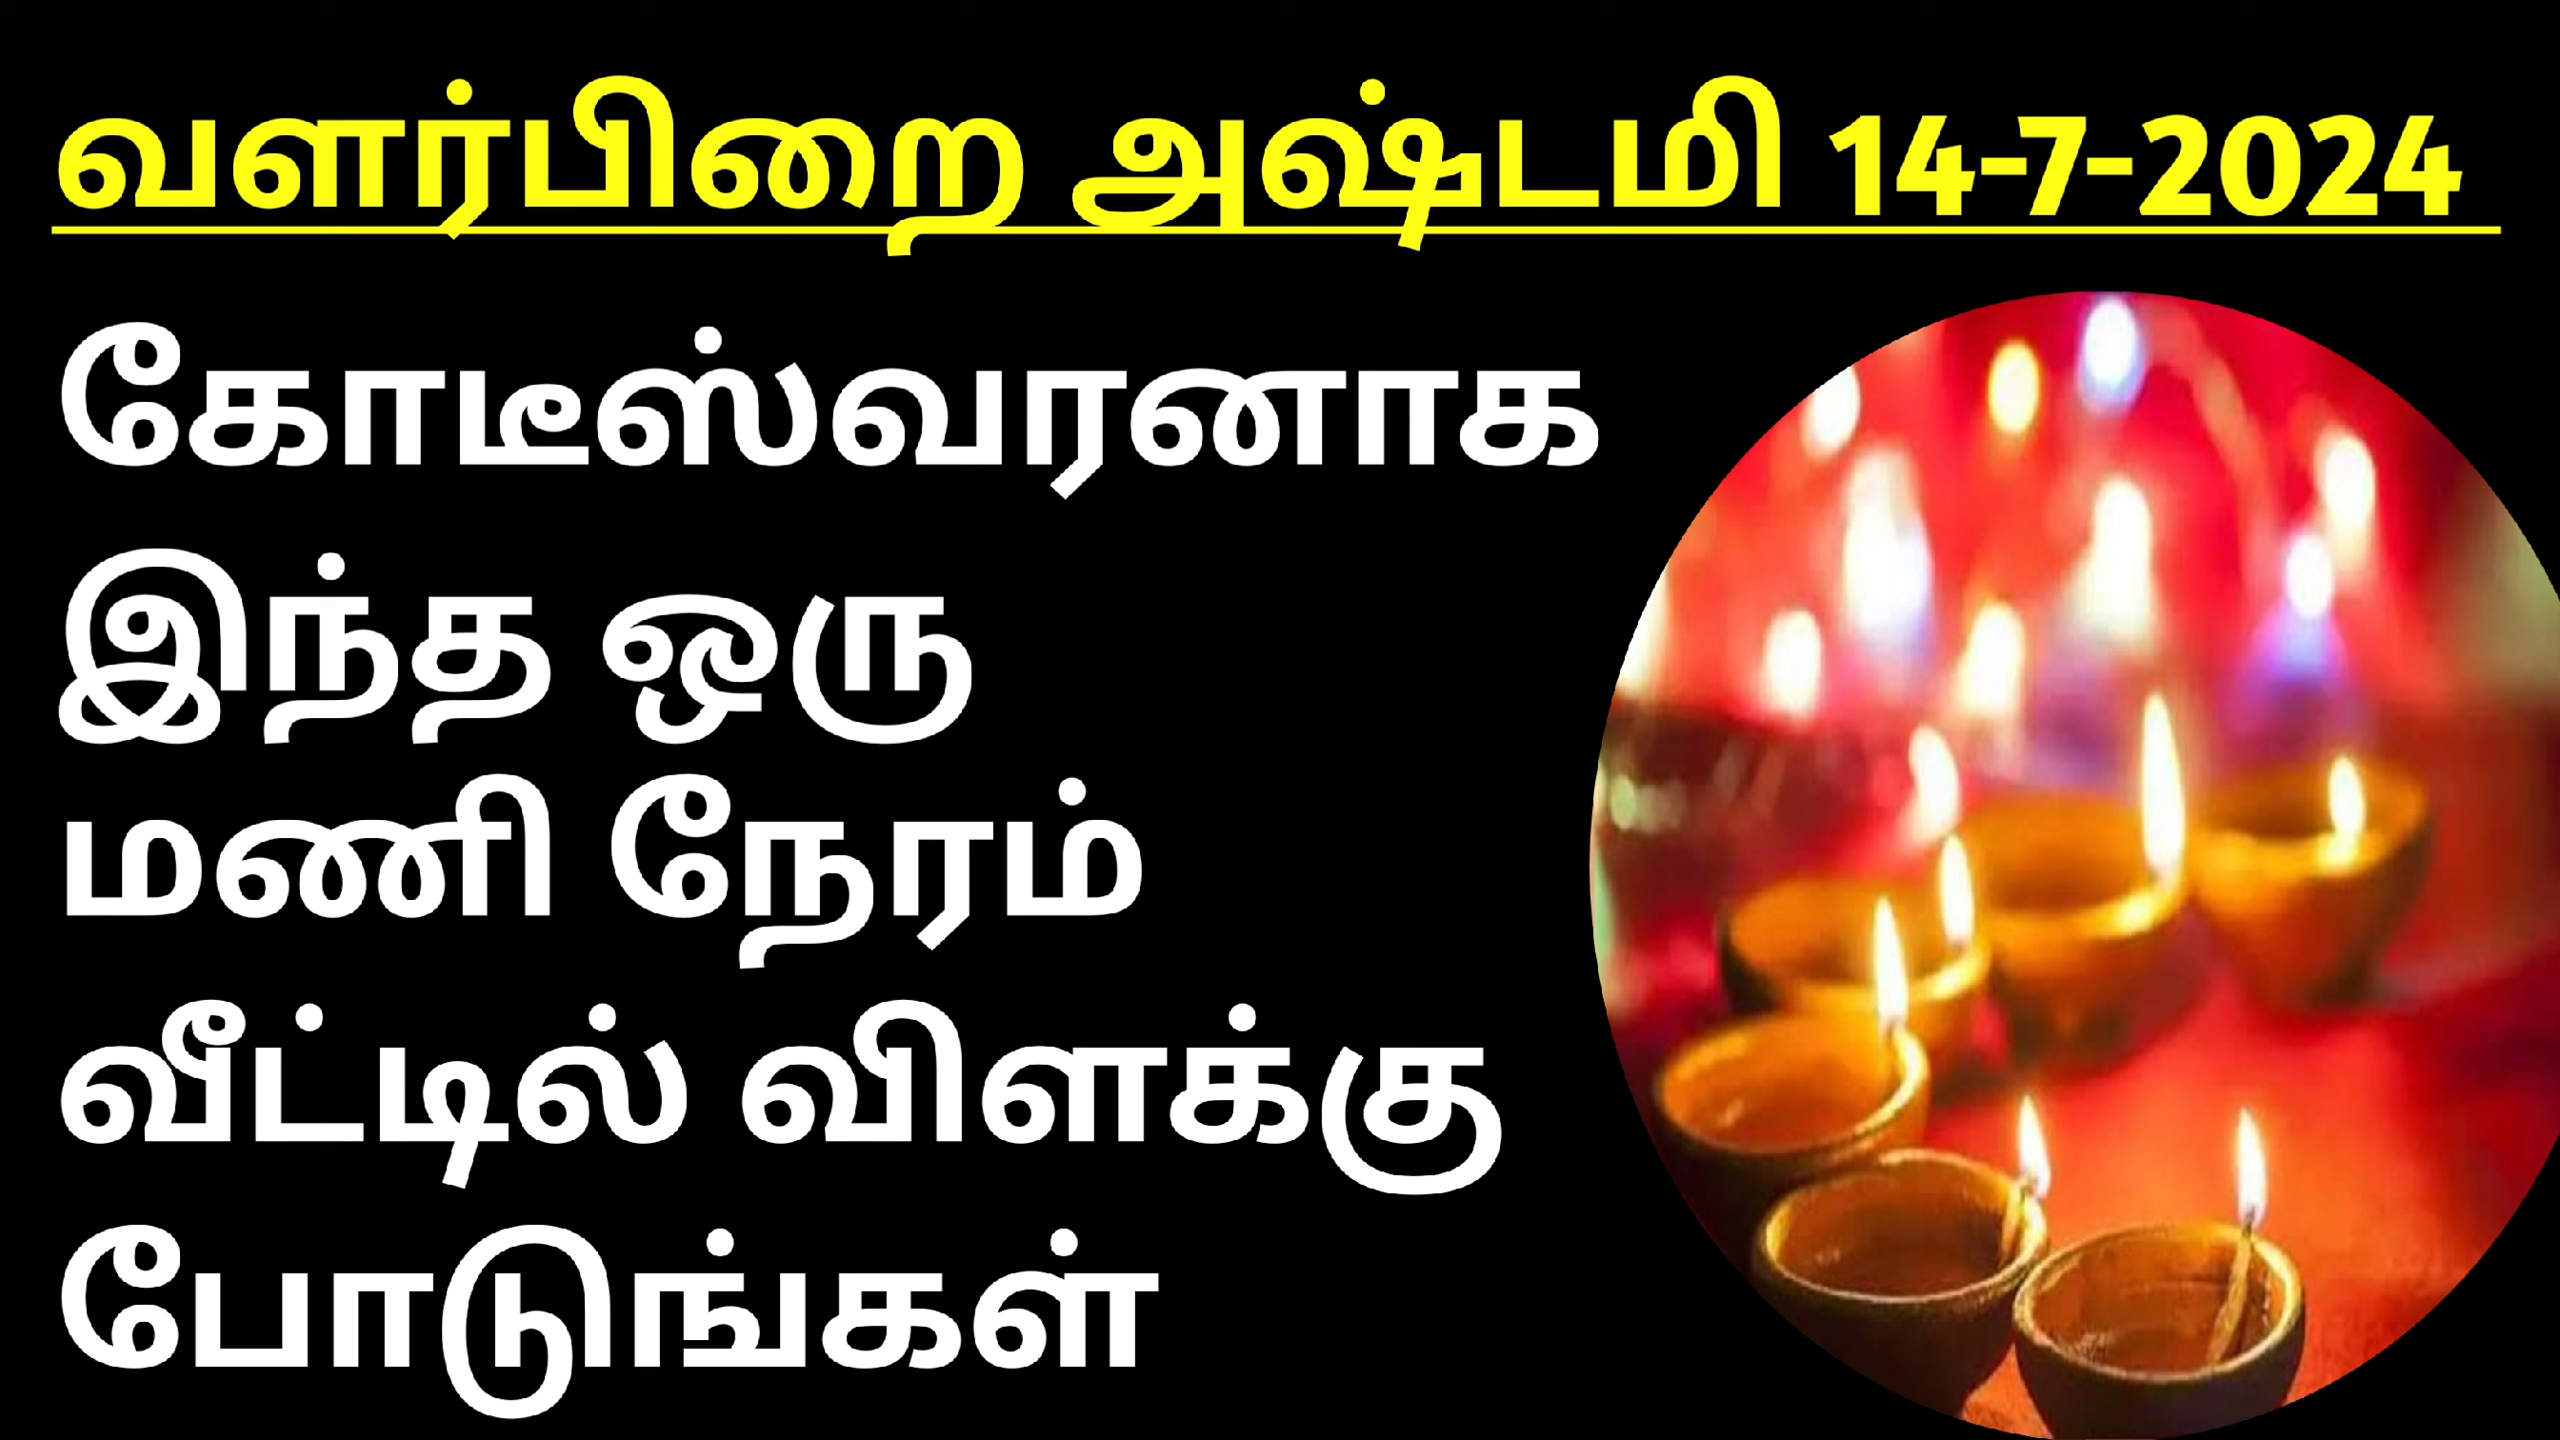 வளர்பிறை அஷ்டமி 14-7-2024
கோடீஸ்வரனாக
இந்த ஒரு
மணி நேரம்
வீட்டில் விளக்கு
போடுங்கள்